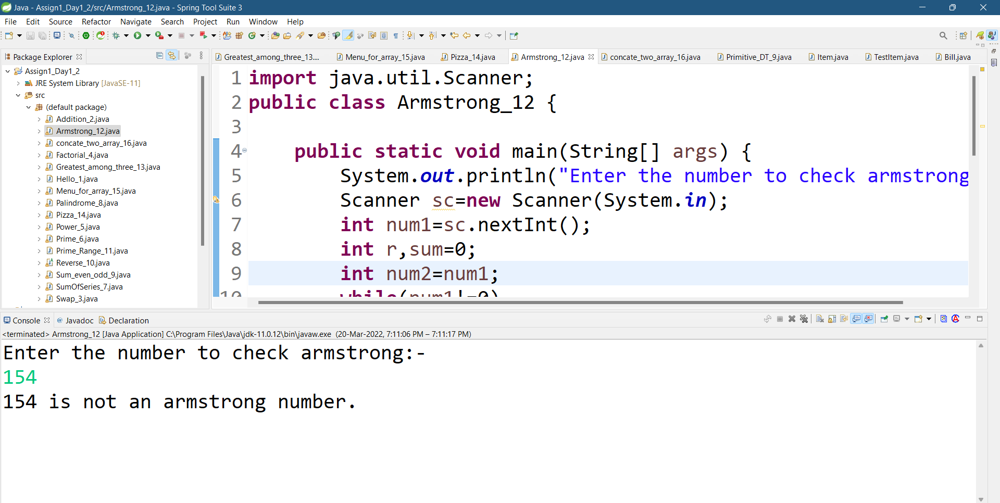 Java - Assign1_Day1_2/src/Armstrong_12.java - Spring Tool Suite 3
File Edit Source Refactor Navigate Search Project Run Window Help
Package Explorer
Assign1_Day1_2
JRE System Library [JavaSE-11]
src
(default package)
Addition_2.java
Armstrong_12.java
concate_two_array_16.java
Factorial_4.java
Greatest_among_three_13.java
Hello_1.java
Menu_for_array_15.java
Palindrome_8.java
Pizza_14.java
Power_5.java
Prime_6.java
Prime_Range_11.java
Reverse_10.java
Sum_even_odd_9.java
SumOfSeries_7.java
Swap_3.java
Greatest_among_three_13.... Menu_for_array_15.java Pizza_14.java Armstrong_12.java concate_two_array_16.java Primitive_DT_9.java Item.java TestItem.java Bill.java
1 import java.util.Scanner;
2 public class Armstrong_12 {
3
4 public static void main(String[] args) {
5 System.out.println("Enter the number to check armstrong
6 Scanner sc=new Scanner(System.in);
7 int num1=sc.nextInt();
8 int r,sum=0;
9 int num2=num1;
10 while(num1!=0)
Console @ Javadoc Declaration
<terminated> Armstrong_12 [Java Application] C:\Program Files\Java\jdk-11.0.12\bin\javaw.exe (20-Mar-2022, 7:11:06 PM – 7:11:17 PM)
Enter the number to check armstrong:-
154
154 is not an armstrong number.